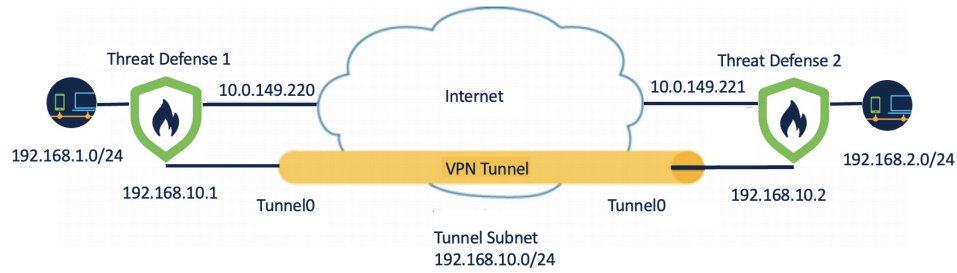 Threat Defense 1
Threat Defense 2
10.0.149.220
Internet
10.0.149.221
192.168.1.0/24
192.168.2.0/24
VPN Tunnel
192.168.10.1
192.168.10.2
Tunnel0
Tunnel0
Tunnel Subnet
192.168.10.0/24